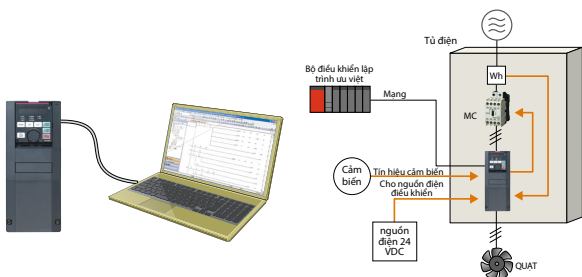 Tủ điện
Wh
Bộ điều khiển lập
trình ưu việt
Mạng
MC
Cảm
biến
Tín hiệu cảm biến
Cho nguồn điện
điều khiển
nguồn
điện 24
VDC
QUẠT